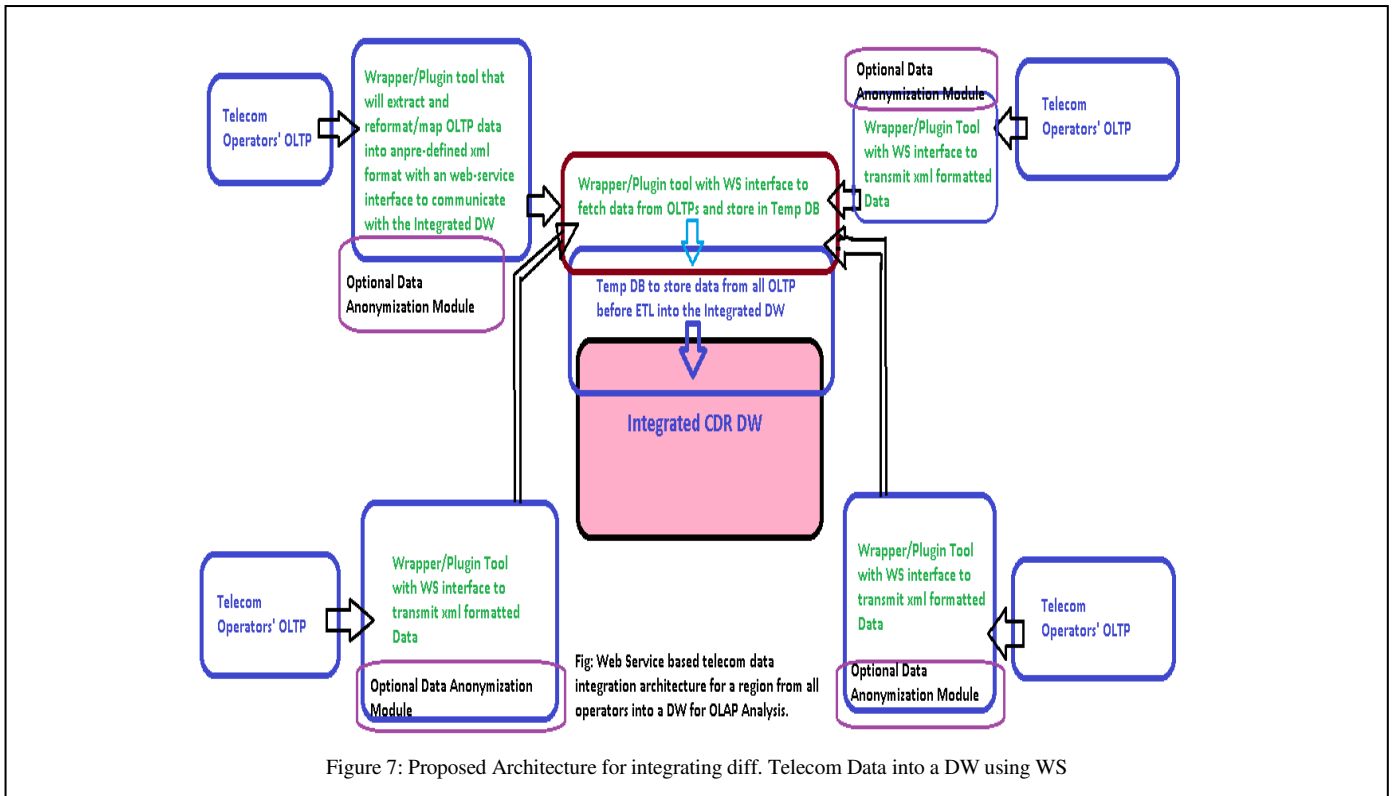 Telecom
Operators' OLTP
Wrapper/Plugin tool that
will extract and
reformat/map OLTP data
into anpre-defined xml
format with an web-service
interface to communicate
with the Integrated DW
Optional Data
Anonymization Module
Wrapper/Plugin tool with WS interface to
fetch data from OLTPs and store in Temp DB
Temp DB to store data from all OLTP
before ETL into the Integrated DW
Integrated CDR DW
Optional Data
Anonymization Module
Wrapper/Plugin Tool
with WS interface to
transmit xml formatted
Data
Telecom
Operators' OLTP
Telecom
Operators' OLTP
Wrapper/Plugin Tool
with WS interface to
transmit xml formatted
Data
Optional Data Anonymization
Module
Fig: Web Service based telecom data
integration architecture for a region from all
operators into a DW for OLAP Analysis.
Wrapper/Plugin Tool
with WS interface to
transmit xml formatted
Data
Optional Data
Anonymization Module
Telecom
Operators' OLTP
Figure 7: Proposed Architecture for integrating diff. Telecom Data into a DW using WS